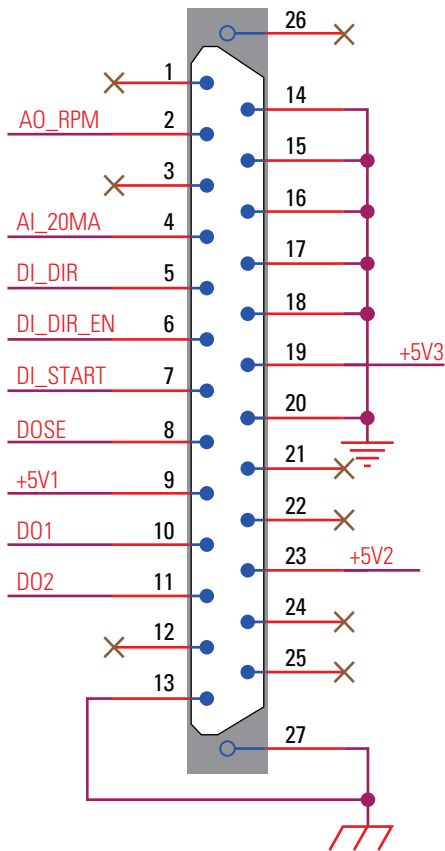 26
1
14
AO_RPM 2
15
3
16
AI_20MA 4
17
DI_DIR 5
18
DI_DIR_EN 6
19 +5V3
DI_START 7
20
DOSE 8
21
+5V1 9
22
DO1 10
23 +5V2
DO2 11
24
12
25
13
27